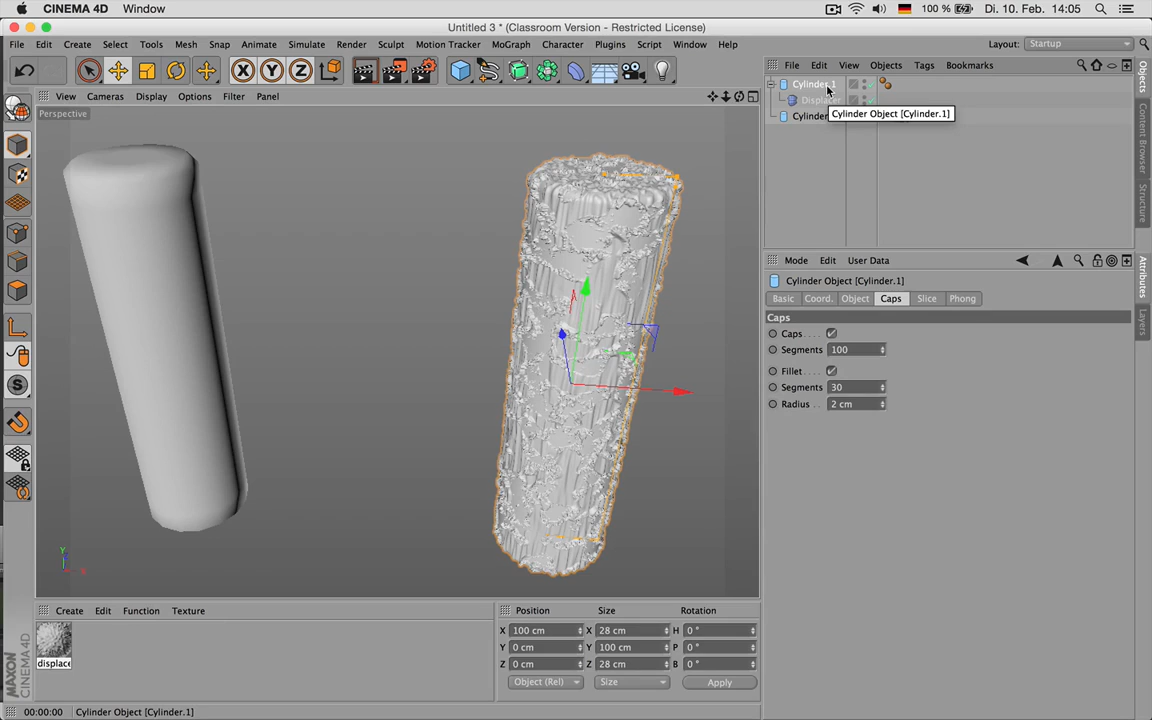 CINEMA 4D Window 100 % Di. 10. Feb. 14:05
Untitled 3 * (Classroom Version - Restricted License)
File Edit Create Select Tools Mesh Snap Animate Simulate Render Sculpt Motion Tracker MoGraph Character Plugins Script Window Help Layout: Startup
X Y Z
File Edit View Objects Tags Bookmarks
View Cameras Display Options Filter Panel
Perspective
Cylinder.1
Displacer
Cylinder
Cylinder Object [Cylinder.1]
Objects
Content Browser
Structure
Mode Edit User Data
Cylinder Object [Cylinder.1]
Basic Coord. Object Caps Slice Phong
Caps
Caps
Segments 100
Fillet
Segments 30
Radius 2 cm
Attributes
Layers
S
Y
X
Create Edit Function Texture
displace
Position Size Rotation
X 100 cm X 28 cm H 0 °
Y 0 cm Y 100 cm P 0 °
Z 0 cm Z 28 cm B 0 °
Object (Rel) Size Apply
MAXON CINEMA 4D
00:00:00 Cylinder Object [Cylinder.1]